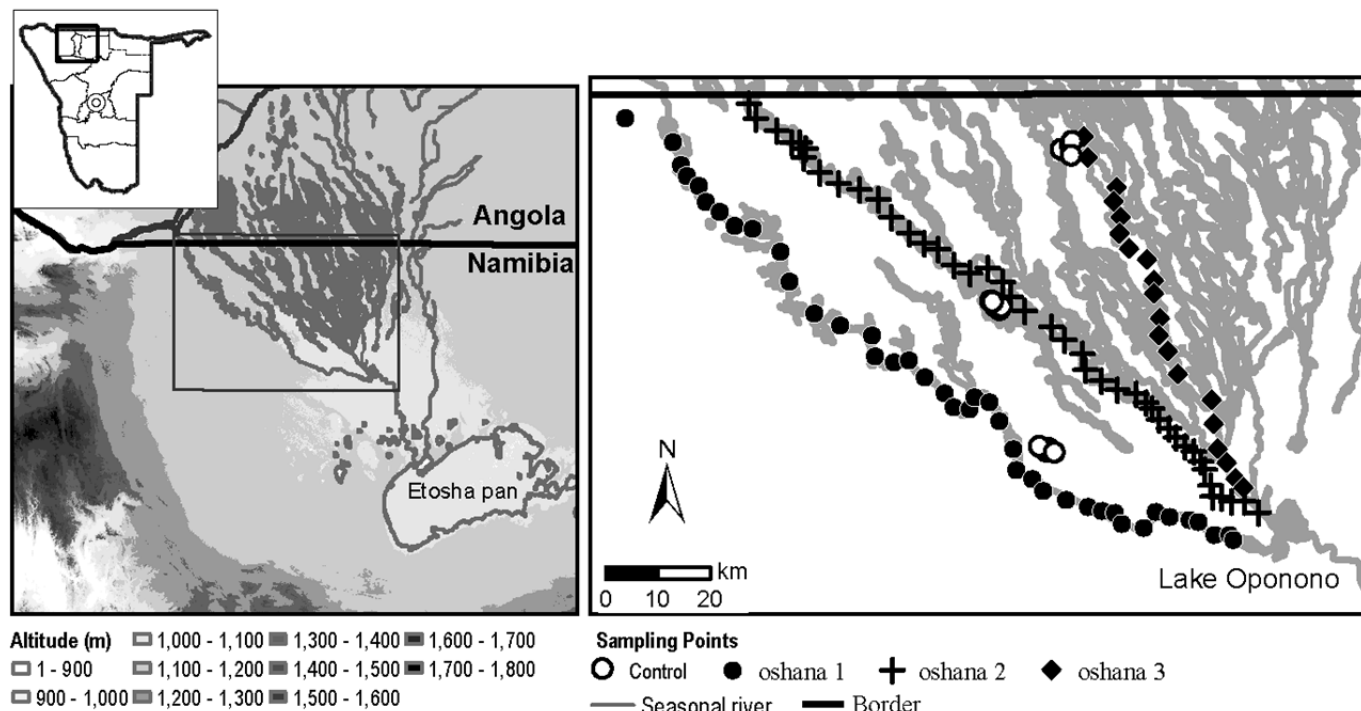 Angola
Namibia
Etosha pan
N
km
0 10 20
Lake Oponono
Altitude (m) 1,000 - 1,100 1,300 - 1,400 1,600 - 1,700
1 - 900 1,100 - 1,200 1,400 - 1,500 1,700 - 1,800
900 - 1,000 1,200 - 1,300 1,500 - 1,600
Sampling Points
Control oshana 1 oshana 2 oshana 3
Seasonal river Border